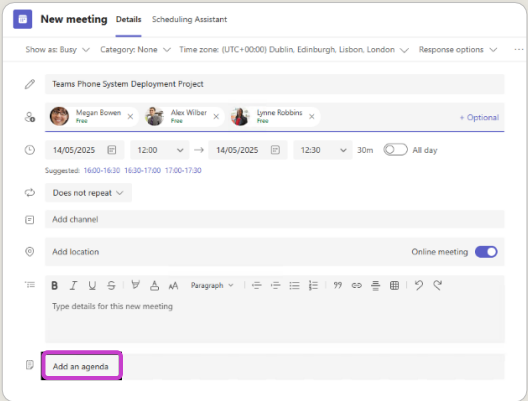 New meeting Details Scheduling Assistant
Show as: Busy Category: None Time zone: (UTC+00:00) Dublin, Edinburgh, Lisbon, London Response options ...
Teams Phone System Deployment Project
Megan Bowen Alex Wilber Lynne Robbins
Free Free Free
+ Optional
14/05/2025 12:00 14/05/2025 12:30 30m All day
Suggested: 16:00-16:30 16:30-17:00 17:00-17:30
Does not repeat
Add channel
Add location Online meeting
B I U S A AA Paragraph
Type details for this new meeting
Add an agenda